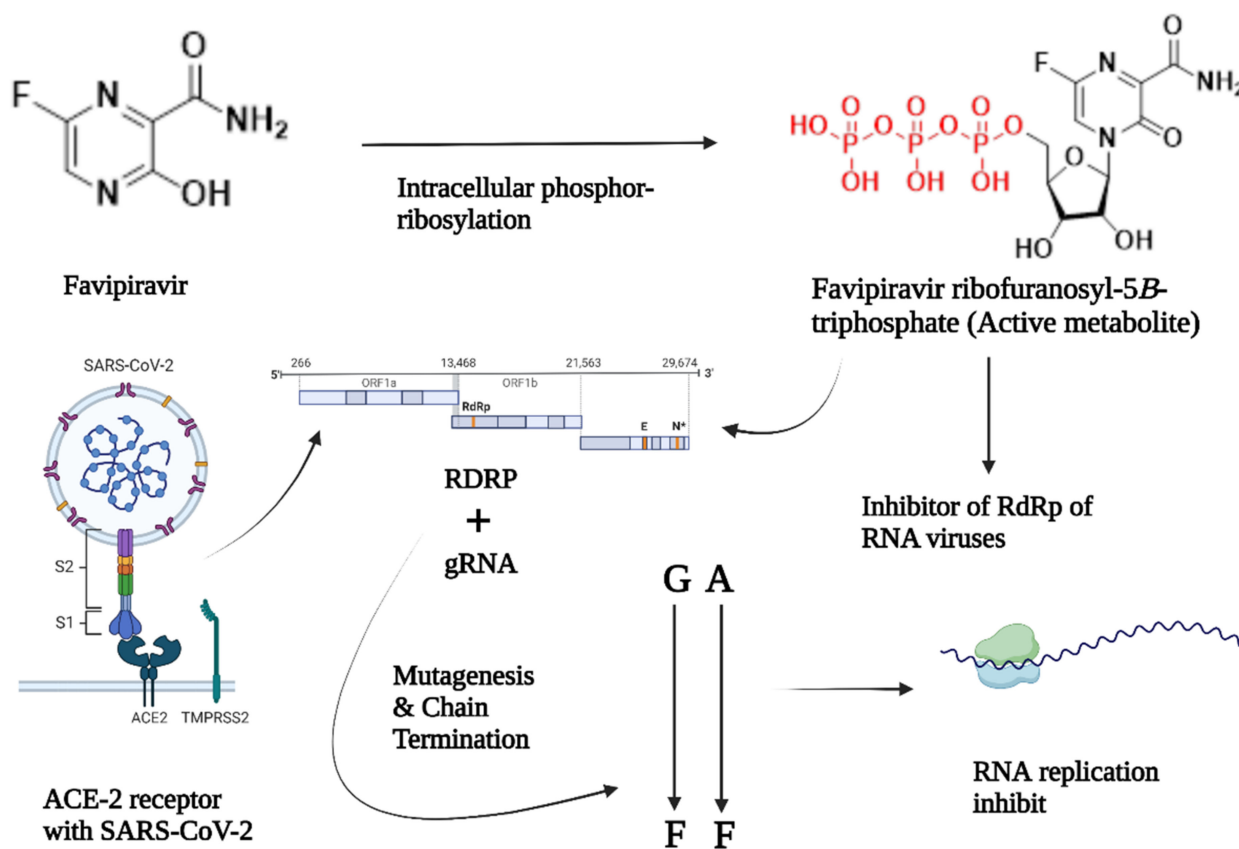 O
F
N
NH₂
N
OH
Favipiravir
Intracellular phosphor-
ribosylation
O
F
N
NH₂
N
O
O
O
O
HO
P
O
P
O
P
O
OH
OH
OH
O
HO
OH
Favipiravir ribofuranosyl-5B-
triphosphate (Active metabolite)
SARS-CoV-2
S2
S1
ACE2
TMPRSS2
ACE-2 receptor
with SARS-CoV-2
266
13,468
21,563
29,674
5'
3'
ORF1a
ORF1b
RdRp
E
N*
RDRP
+
gRNA
Inhibitor of RdRp of
RNA viruses
Mutagenesis
& Chain
Termination
G A
F F
RNA replication
inhibit